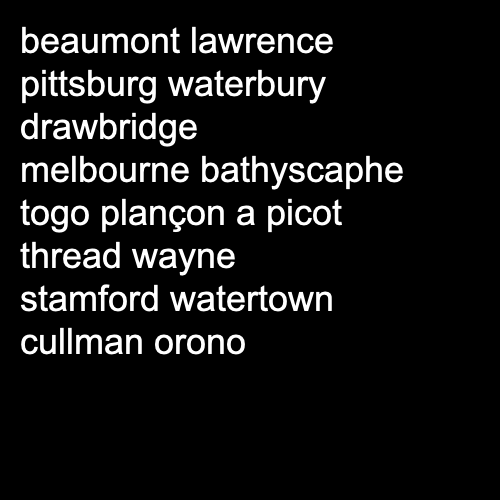 beaumont lawrence
pittsburg waterbury
drawbridge
melbourne bathyscaphe
togo plançon a picot
thread wayne
stamford watertown
cullman orono